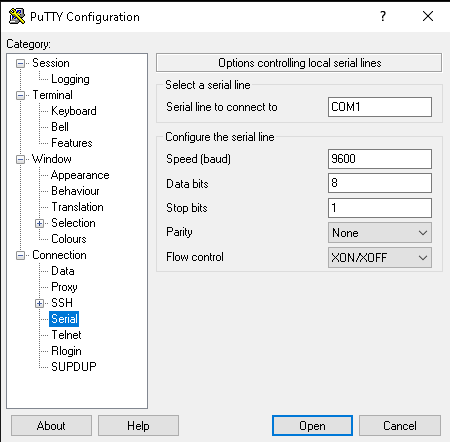 PuTTY Configuration
? ×
Category:
Session
Logging
Terminal
Keyboard
Bell
Features
Window
Appearance
Behaviour
Translation
Selection
Colours
Connection
Data
Proxy
SSH
Serial
Telnet
Rlogin
SUPDUP
Options controlling local serial lines
Select a serial line
Serial line to connect to COM1
Configure the serial line
Speed (baud) 9600
Data bits 8
Stop bits 1
Parity None
Flow control XON/XOFF
About Help Open Cancel